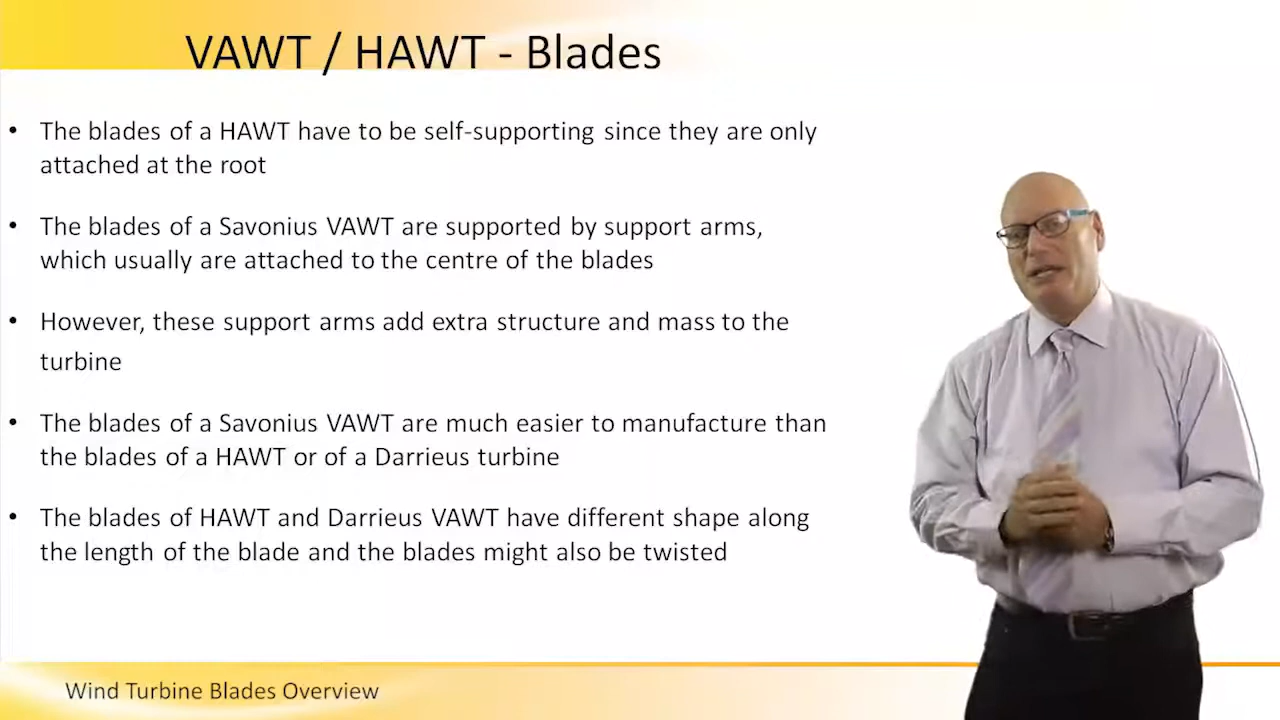 VAWT / HAWT - Blades
• The blades of a HAWT have to be self-supporting since they are only
attached at the root
• The blades of a Savonius VAWT are supported by support arms,
which usually are attached to the centre of the blades
• However, these support arms add extra structure and mass to the
turbine
• The blades of a Savonius VAWT are much easier to manufacture than
the blades of a HAWT or of a Darrieus turbine
• The blades of HAWT and Darrieus VAWT have different shape along
the length of the blade and the blades might also be twisted
Wind Turbine Blades Overview